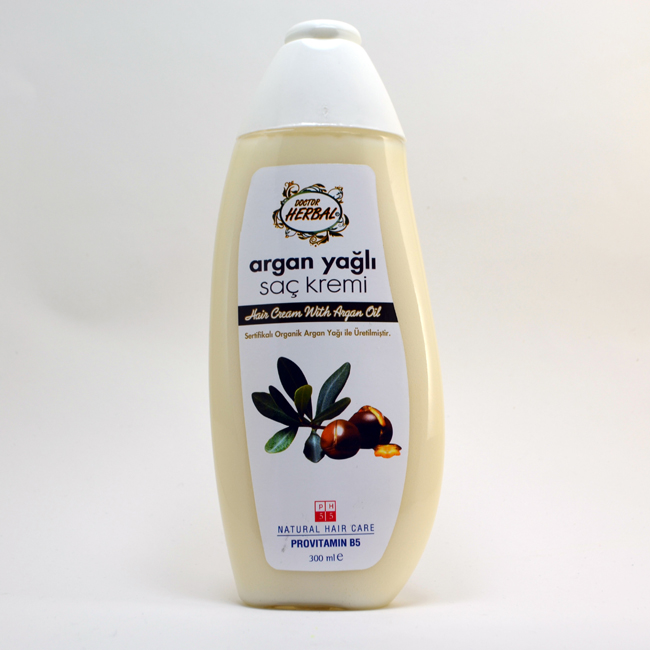 DOCTOR
HERBAL
argan yağlı
saç kremi
Hair Cream With Argan Oil
Sertifikalı Organik Argan Yağı ile Üretilmiştir.
PH
5 5
NATURAL HAIR CARE
PROVITAMIN B5
300 ml e